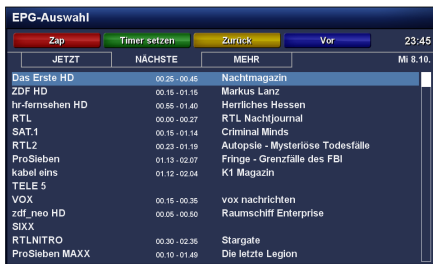 EPG-Auswahl
Zap Timer setzen Zurück Vor 23:45
JETZT NÄCHSTE MEHR Mi 8.10.
Das Erste HD 00.25 - 00.45 Nachtmagazin
ZDF HD 00.15 - 01.15 Markus Lanz
hr-fernsehen HD 00.55 - 01.40 Herrliches Hessen
RTL 00.00 - 00.27 RTL Nachtjournal
SAT.1 00.15 - 01.14 Criminal Minds
RTL2 00.23 - 01.19 Autopsie - Mysteriöse Todesfälle
ProSieben 01.13 - 02.07 Fringe - Grenzfälle des FBI
kabel eins 01.12 - 02.04 K1 Magazin
TELE 5
VOX 00.15 - 00.35 vox nachrichten
zdf_neo HD 00.05 - 00.50 Raumschiff Enterprise
SIXX
RTLNITRO 00.30 - 02.35 Stargate
ProSieben MAXX 00.10 - 01.49 Die letzte Legion